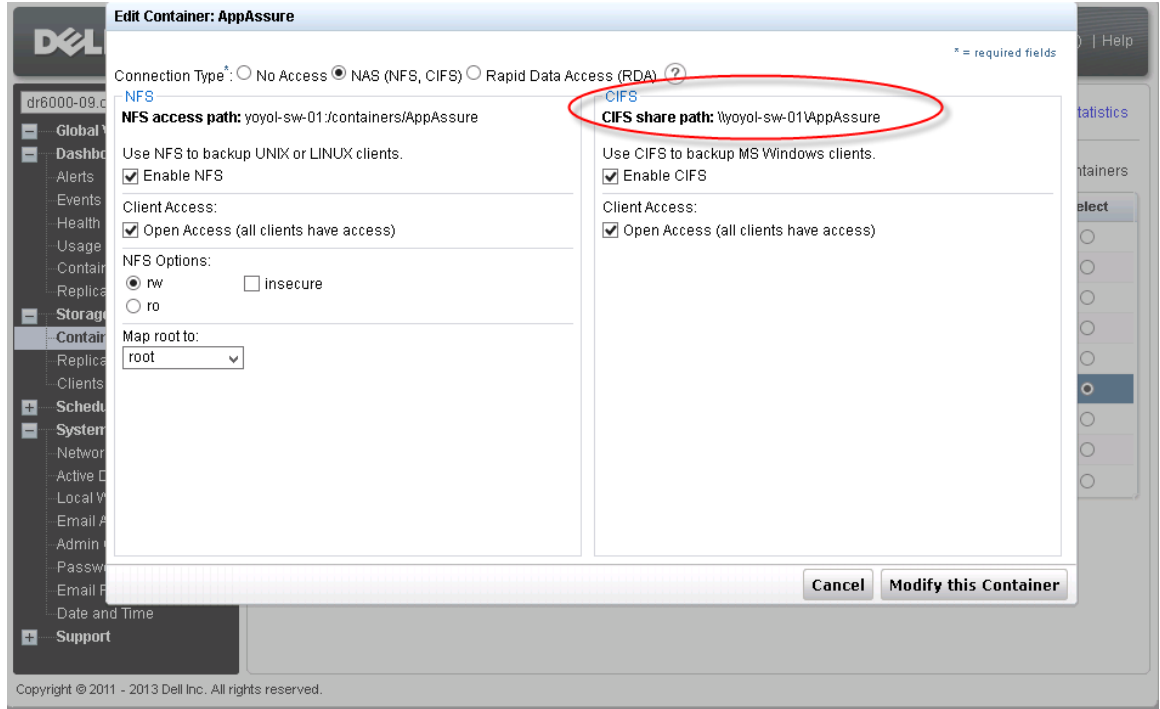 Edit Container: AppAssure
DELL
) | Help
* = required fields
Connection Type*: No Access NAS (NFS, CIFS) Rapid Data Access (RDA) ?
NFS
NFS access path: yoyol-sw-01:/containers/AppAssure
Use NFS to backup UNIX or LINUX clients.
Enable NFS
Client Access:
Open Access (all clients have access)
NFS Options:
rw insecure
ro
Map root to:
root
CIFS
CIFS share path: \\yoyol-sw-01\AppAssure
Use CIFS to backup MS Windows clients.
Enable CIFS
Client Access:
Open Access (all clients have access)
Cancel Modify this Container
dr6000-09.c
Global
Dashbo
Alerts
Events
Health
Usage
Contain
Replica
Storage
Contain
Replica
Clients
Schedu
System
Networ
Active D
Local W
Email A
Admin
Passwo
Email R
Date and Time
Support
tatistics
ntainers
elect
Copyright © 2011 - 2013 Dell Inc. All rights reserved.